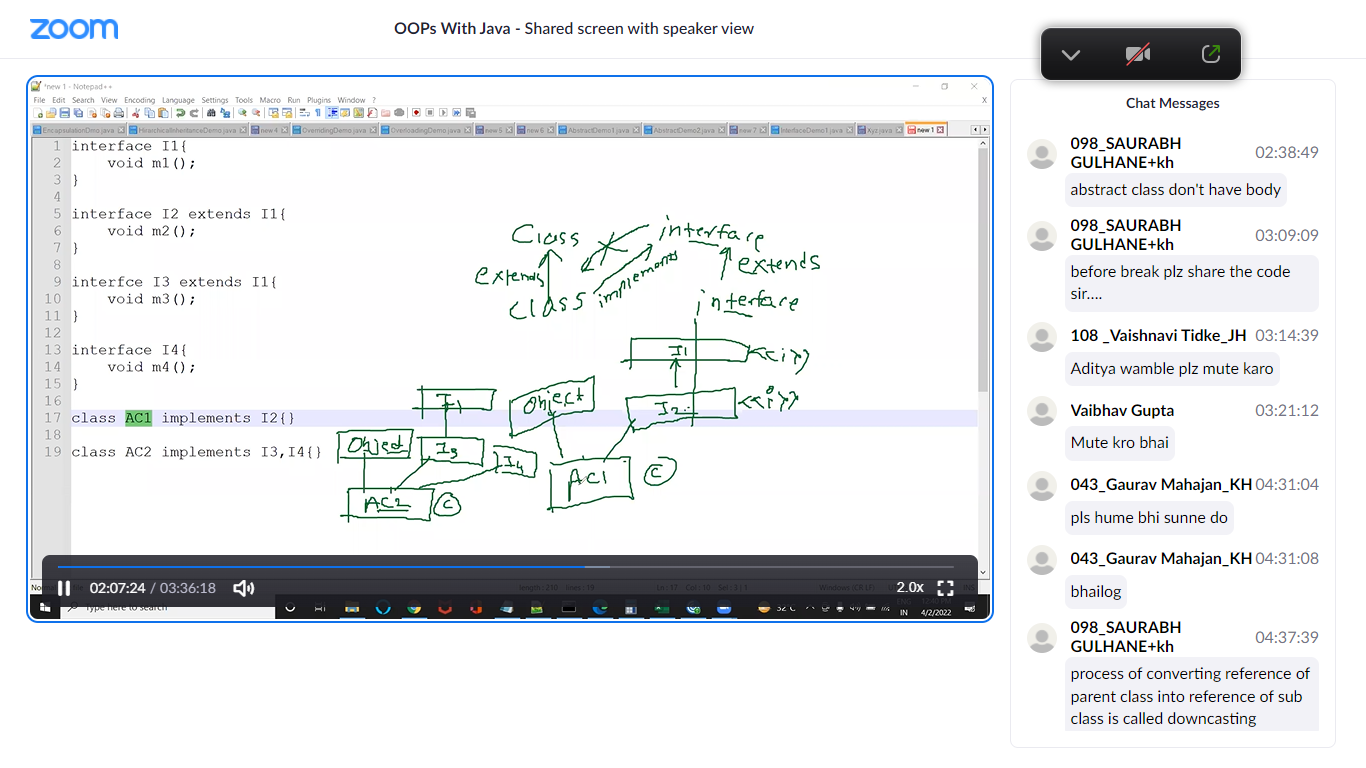 zoom
OOPs With Java - Shared screen with speaker view
*new 1 - Notepad++
File Edit Search View Encoding Language Settings Tools Macro Run Plugins Window ? X
EncapsulationDmo.java HirarchicalInheritanceDemo.java new 4 OverridingDemo.java OverloadingDemo.java new 5 new 6 AbstractDemo1.java AbstractDemo2.java new 7 InterfaceDemo1.java Xyz.java new 1
1 interface I1{
2 void m1();
3 }
4
5 interface I2 extends I1{
6 void m2();
7 }
8
9 interfce I3 extends I1{
10 void m3();
11 }
12
13 interface I4{
14 void m4();
15 }
16
17 class AC1 implements I2{}
18
19 class AC2 implements I3,I4{}
Class interface
extends implements extends
class interface
I1 <<i>>
I2 <<i>>
I1 Object
Object I3 I4
AC1 C
AC2 C
02:07:24 / 03:36:18
2.0x
Type here to search
32°C
IN 4/2/2022
Chat Messages
098_SAURABH GULHANE+kh 02:38:49
abstract class don't have body
098_SAURABH GULHANE+kh 03:09:09
before break plz share the code
sir....
108 _Vaishnavi Tidke_JH 03:14:39
Aditya wamble plz mute karo
Vaibhav Gupta 03:21:12
Mute kro bhai
043_Gaurav Mahajan_KH 04:31:04
pls hume bhi sunne do
043_Gaurav Mahajan_KH 04:31:08
bhailog
098_SAURABH GULHANE+kh 04:37:39
process of converting reference of
parent class into reference of sub
class is called downcasting